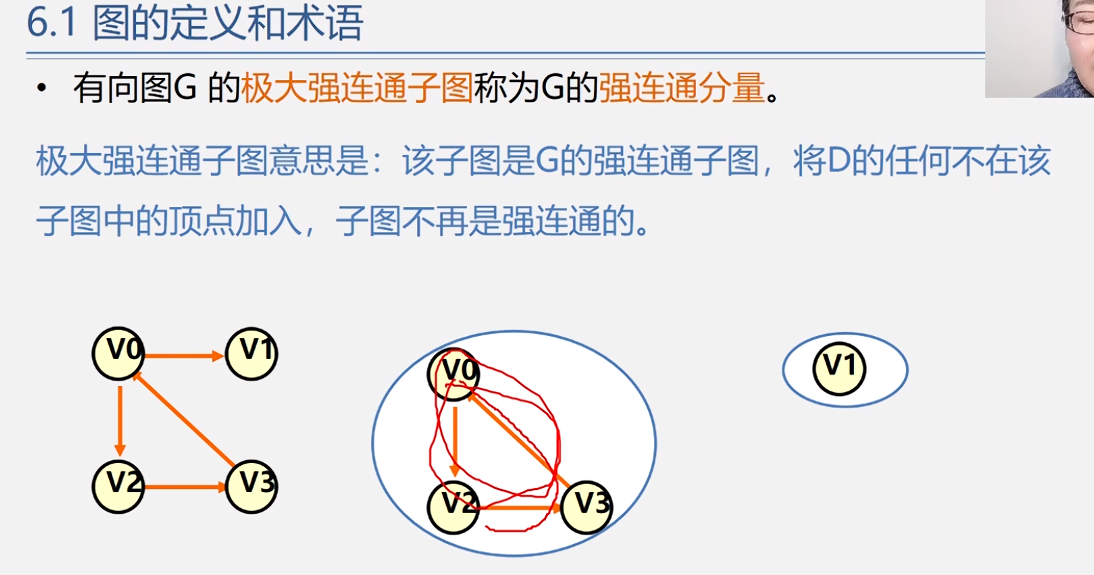 6.1 图的定义和术语
• 有向图G 的极大强连通子图称为G的强连通分量。
极大强连通子图意思是：该子图是G的强连通子图，将D的任何不在该
子图中的顶点加入，子图不再是强连通的。
V0 V1
V2 V3
V0
V2 V3
V1